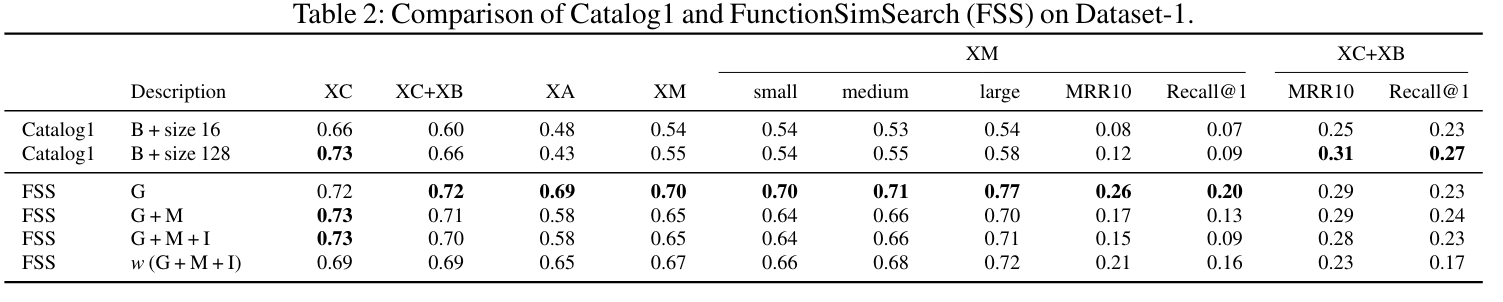 Table 2: Comparison of Catalog1 and FunctionSimSearch (FSS) on Dataset-1.
XM XC+XB
Description XC XC+XB XA XM small medium large MRR10 Recall@1 MRR10 Recall@1
Catalog1 B + size 16 0.66 0.60 0.48 0.54 0.54 0.53 0.54 0.08 0.07 0.25 0.23
Catalog1 B + size 128 0.73 0.66 0.43 0.55 0.54 0.55 0.58 0.12 0.09 0.31 0.27
FSS G 0.72 0.72 0.69 0.70 0.70 0.71 0.77 0.26 0.20 0.29 0.23
FSS G + M 0.73 0.71 0.58 0.65 0.64 0.66 0.70 0.17 0.13 0.29 0.24
FSS G + M + I 0.73 0.70 0.58 0.65 0.64 0.66 0.71 0.15 0.09 0.28 0.23
FSS w (G + M + I) 0.69 0.69 0.65 0.67 0.66 0.68 0.72 0.21 0.16 0.23 0.17